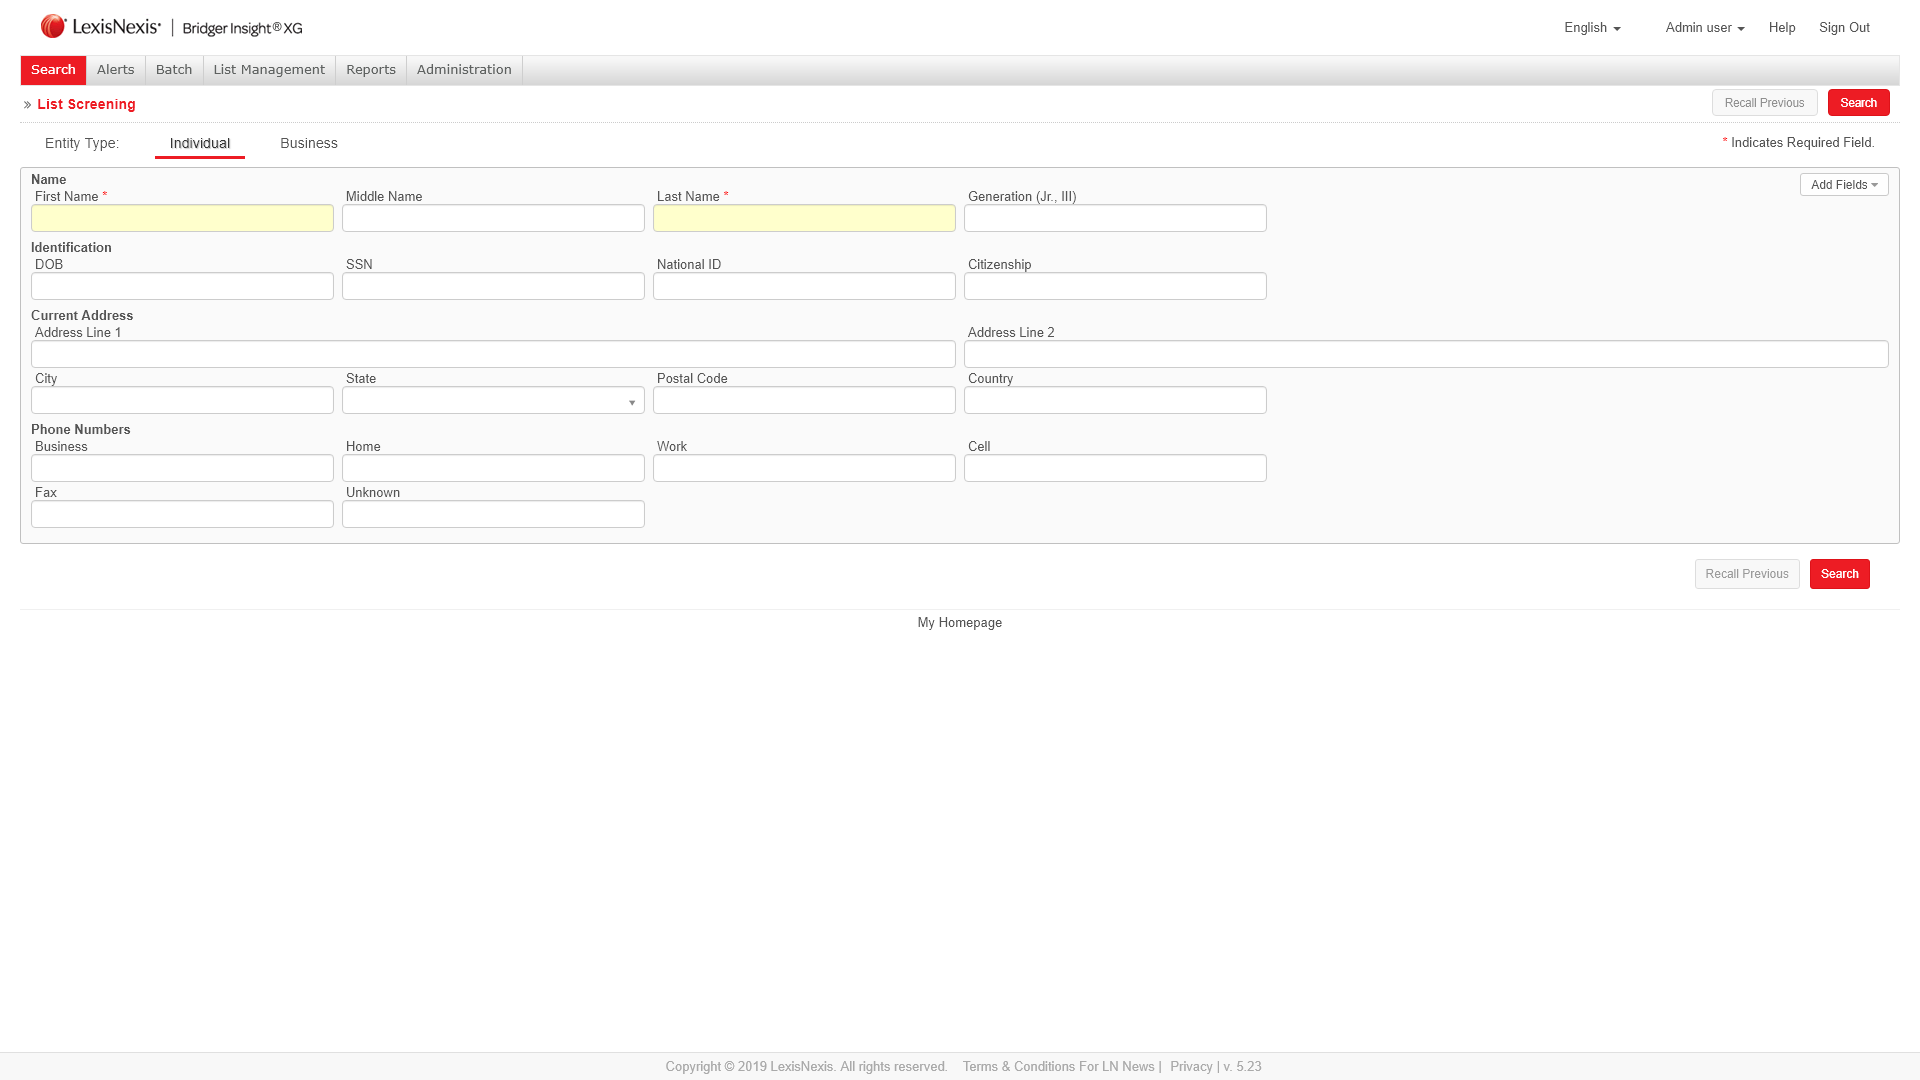 LexisNexis® | Bridger Insight® XG English Admin user Help Sign Out
Search Alerts Batch List Management Reports Administration
» List Screening Recall Previous Search
Entity Type: Individual Business * Indicates Required Field.
Name Add Fields
First Name * Middle Name Last Name * Generation (Jr., III)
Identification
DOB SSN National ID Citizenship
Current Address
Address Line 1 Address Line 2
City State Postal Code Country
Phone Numbers
Business Home Work Cell
Fax Unknown
Recall Previous Search
My Homepage
Copyright © 2019 LexisNexis. All rights reserved. Terms & Conditions For LN News | Privacy | v. 5.23